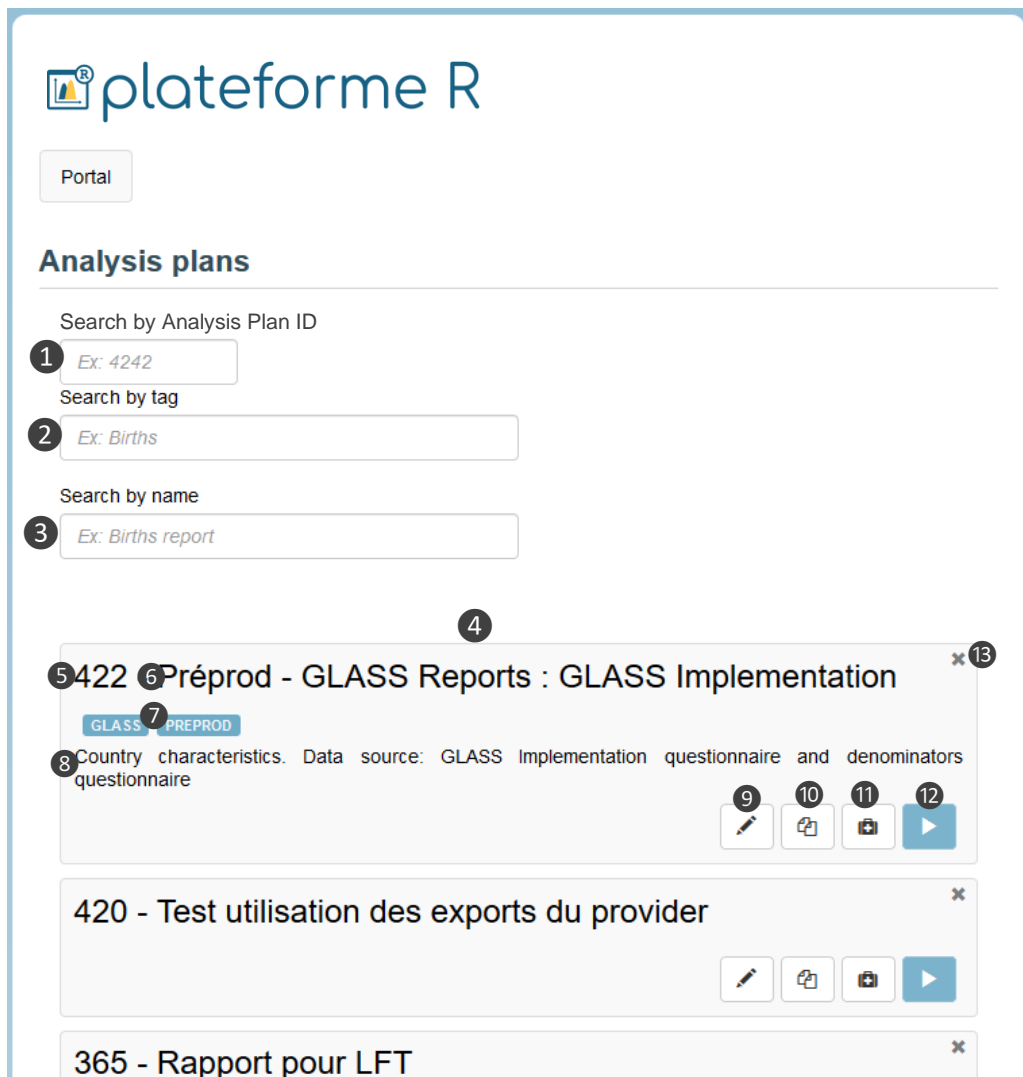 ® plateforme R
Portal
Analysis plans
Search by Analysis Plan ID
1 Ex: 4242
Search by tag
2 Ex: Births
Search by name
3 Ex: Births report
4
5 422 - 6 Préprod - GLASS Reports : GLASS Implementation 13
7
GLASS PREPROD
8 Country characteristics. Data source: GLASS Implementation questionnaire and denominators
questionnaire
9 10 11 12
420 - Test utilisation des exports du provider
365 - Rapport pour LFT